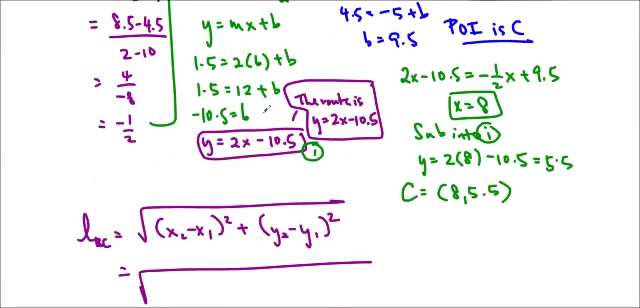 = 8.5-4.5
2-10
= 4
-8
= -1
2
y = mx + b
1.5 = 2(6) + b
1.5 = 12 + b
-10.5 = b
y = 2x - 10.5 i
The route is
y = 2x - 10.5
4.5 = -5 + b
b = 9.5
POI is C
2x - 10.5 = -1/2 x + 9.5
x = 8
Sub into i
y = 2(8) - 10.5 = 5.5
C = (8, 5.5)
l_BC = √(x₂-x₁)² + (y₂-y₁)²
= √